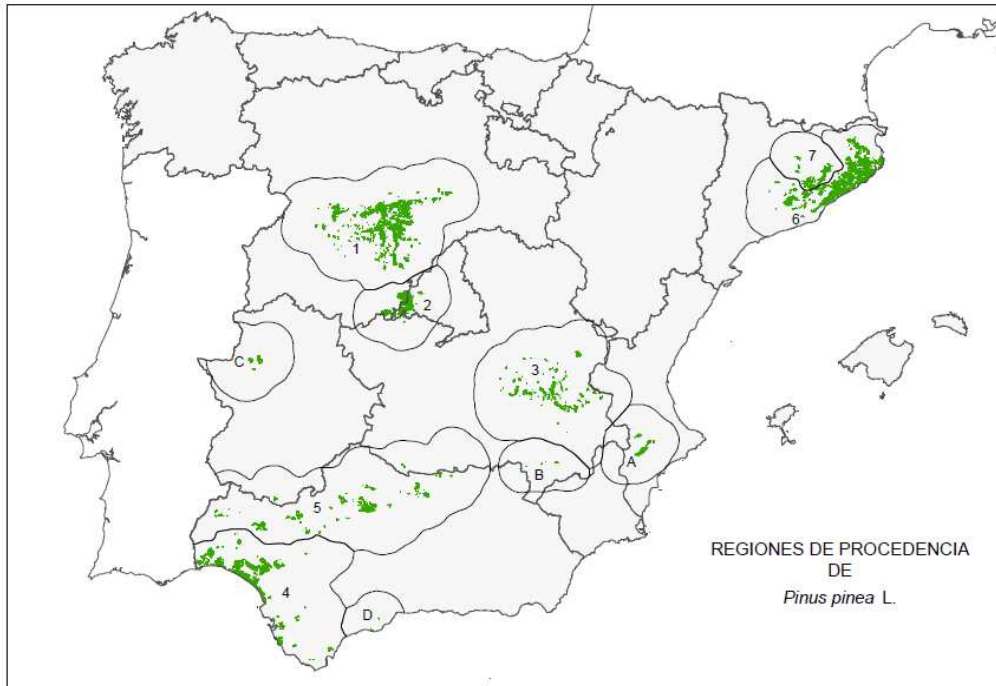 7
6
1
2
C
3
A
B
5
4
D
REGIONES DE PROCEDENCIA
DE
Pinus pinea L.